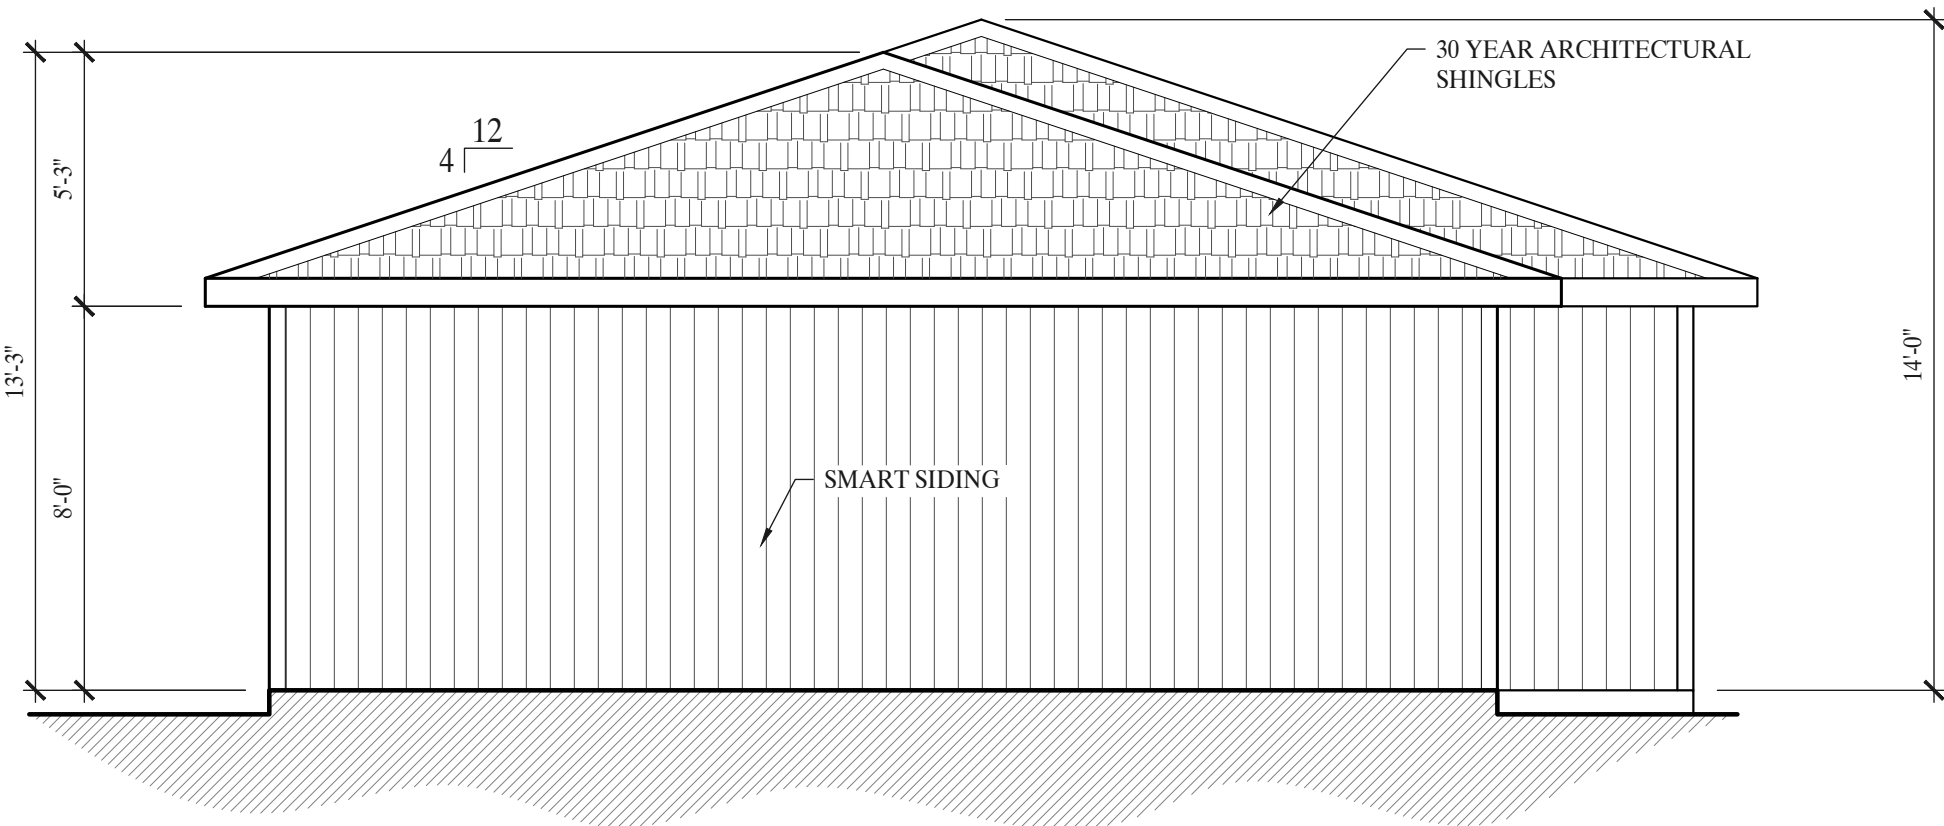 30 YEAR ARCHITECTURAL
SHINGLES
12
4
5'-3"
13'-3"
14'-0"
8'-0"
SMART SIDING